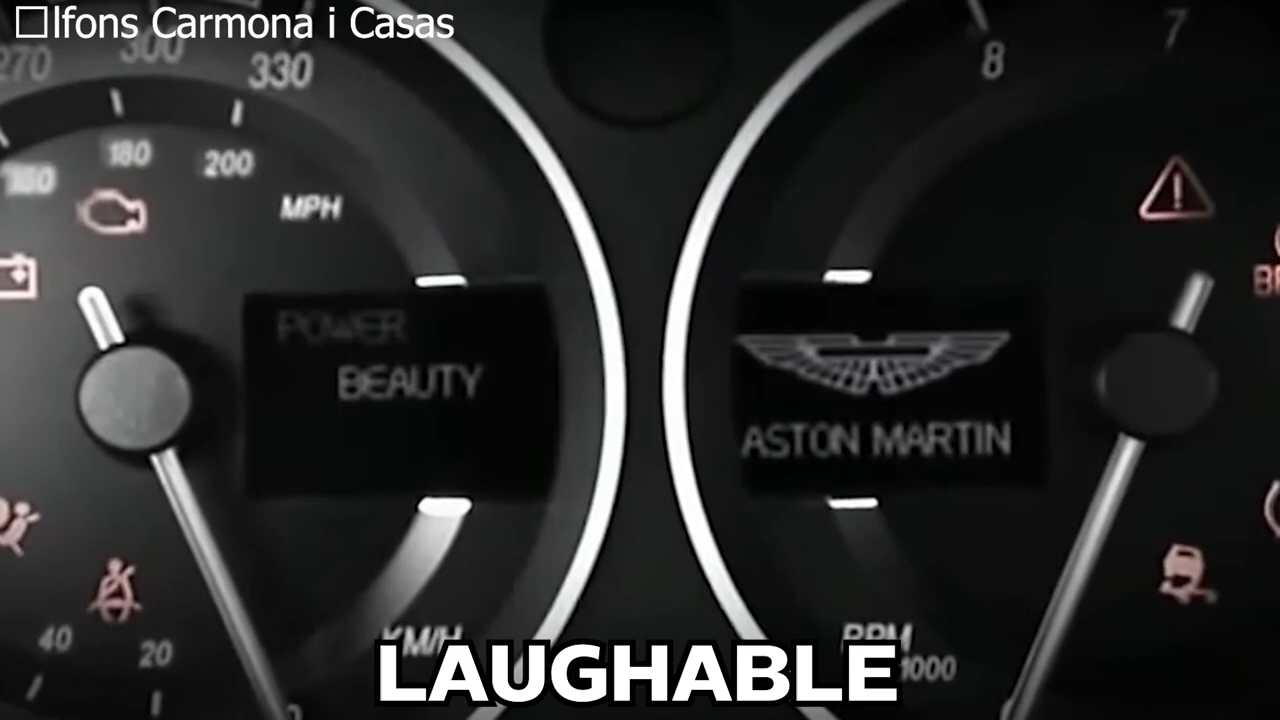 □lfons Carmona i Casas
270
300
330
8
7
160
180
200
MPH
POWER
BEAUTY
ASTON MARTIN
40
20
KM/H
RPM
1000
LAUGHABLE